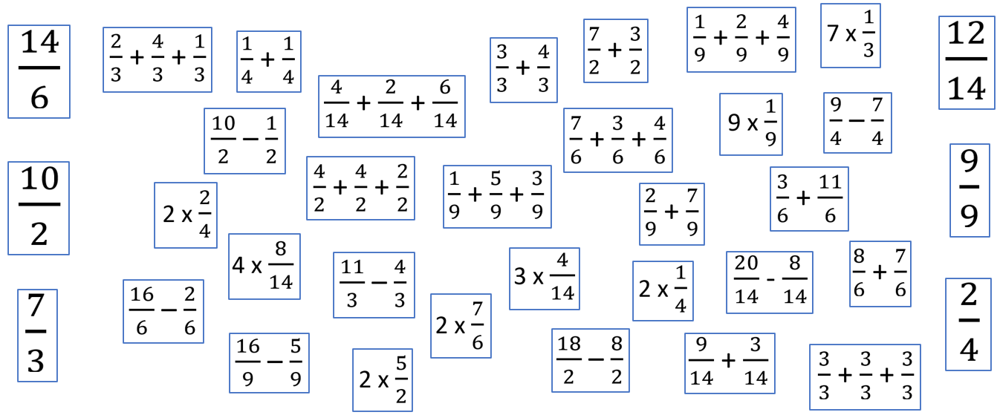 14/6
2/3 + 4/3 + 1/3
1/4 + 1/4
4/14 + 2/14 + 6/14
3/3 + 4/3
7/2 + 3/2
1/9 + 2/9 + 4/9
7 x 1/3
12/14
10/2 − 1/2
7/6 + 3/6 + 4/6
9 x 1/9
9/4 − 7/4
10/2
2 x 2/4
4/2 + 4/2 + 2/2
1/9 + 5/9 + 3/9
2/9 + 7/9
3/6 + 11/6
9/9
4 x 8/14
11/3 − 4/3
3 x 4/14
2 x 1/4
20/14 - 8/14
8/6 + 7/6
7/3
16/6 − 2/6
2 x 7/6
2/4
16/9 − 5/9
2 x 5/2
18/2 − 8/2
9/14 + 3/14
3/3 + 3/3 + 3/3